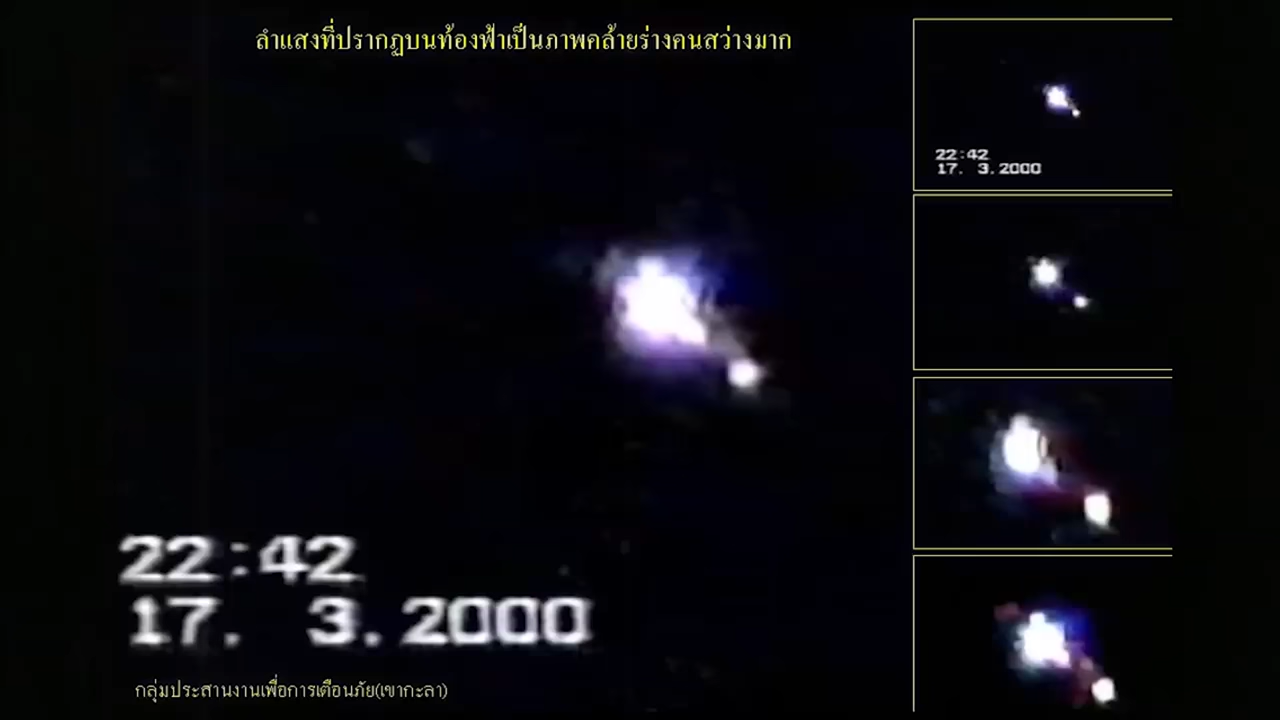 ลำแสงที่ปรากฏบนท้องฟ้าเป็นภาพคล้ายร่างคนสว่างมาก
22:42
17. 3.2000
22:42
17. 3.2000
กลุ่มประสานงานเพื่อการเตือนภัย(เขากะลา)